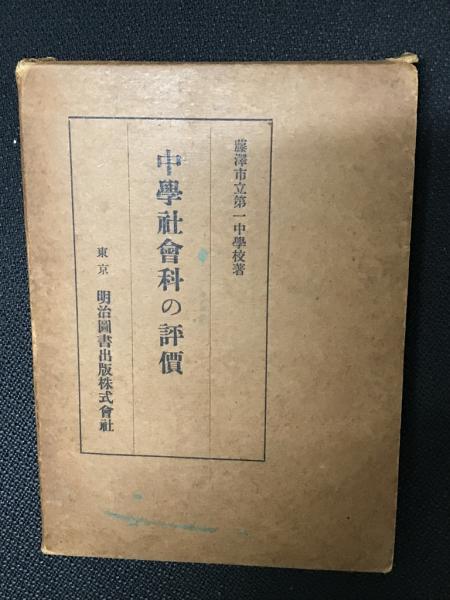 藤澤市立第一中學校著
中學社會科の評價
東京 明治圖書出版株式會社